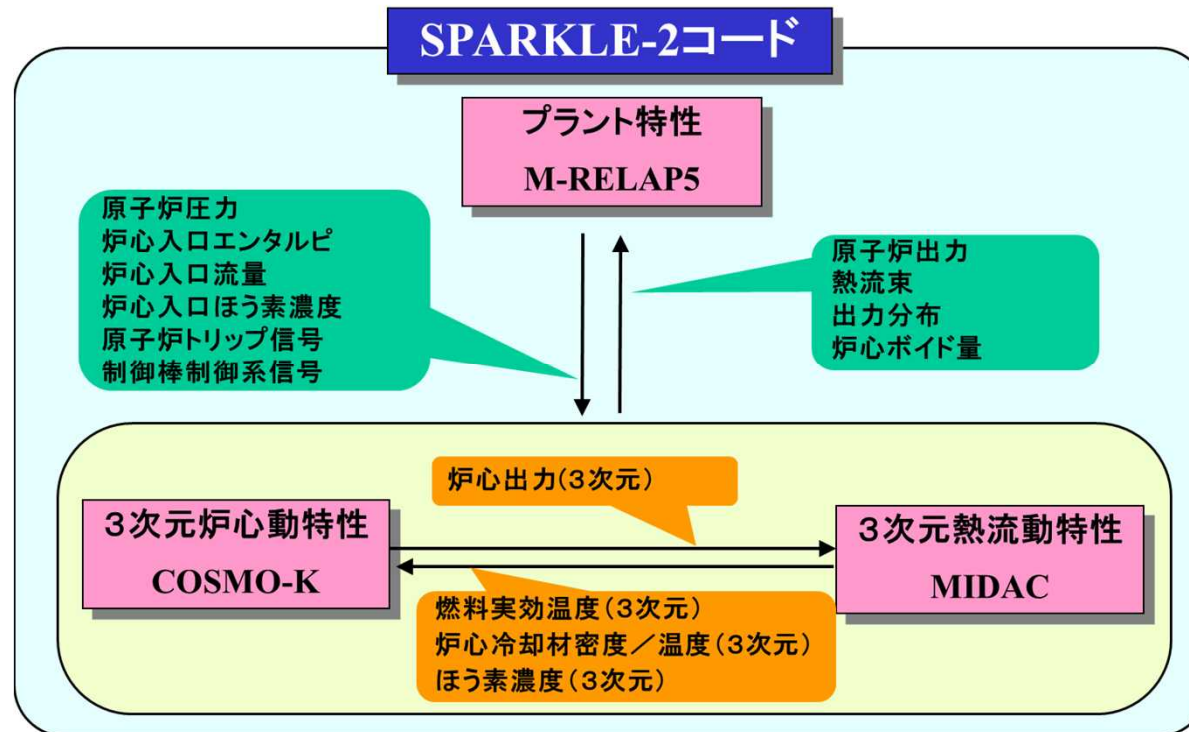 SPARKLE-2コード
プラント特性
M-RELAP5
原子炉圧力
炉心入口エンタルピ
炉心入口流量
炉心入口ほう素濃度
原子炉トリップ信号
制御棒制御系信号
原子炉出力
熱流束
出力分布
炉心ボイド量
炉心出力(3次元)
3次元炉心動特性
COSMO-K
3次元熱流動特性
MIDAC
燃料実効温度(3次元)
炉心冷却材密度/温度(3次元)
ほう素濃度(3次元)